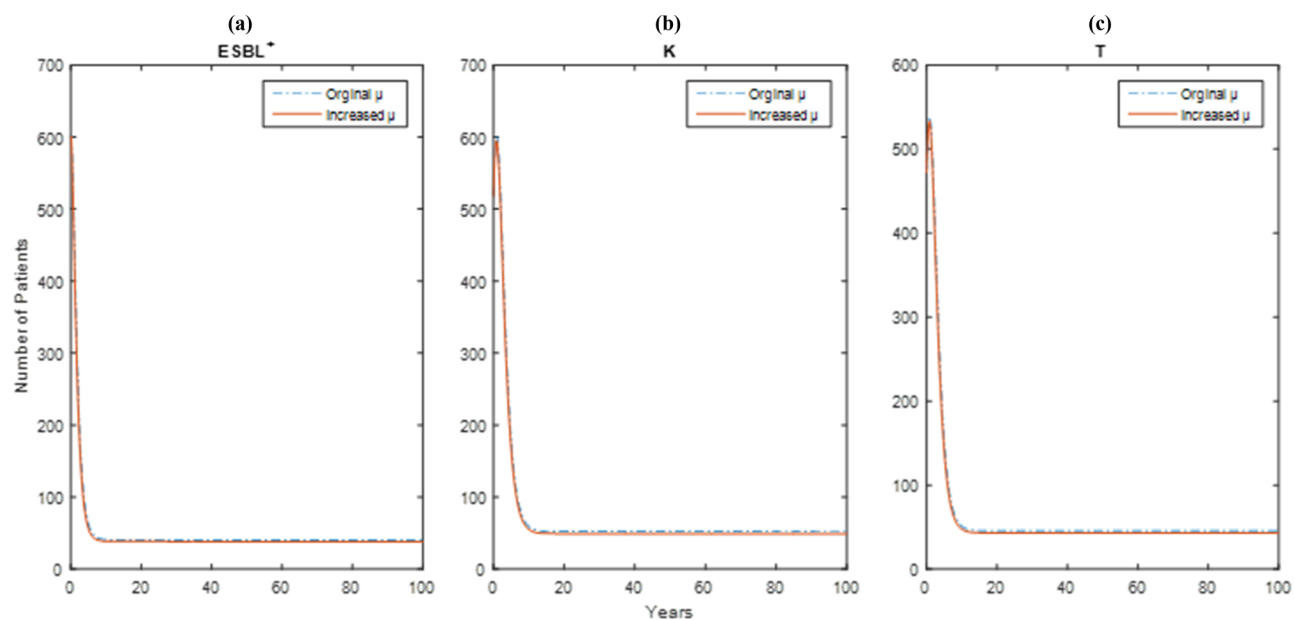 (a) (b) (c)
ESBL⁺ K T
Orginal µ
Increased µ
Orginal µ
Increased µ
Orginal µ
Increased µ
700 700 600
600 600 500
500 500 400
400 400 300
300 300 200
200 200 100
100 100 0
0 0
Number of Patients
0 20 40 60 80 100 0 20 40 60 80 100 0 20 40 60 80 100
Years